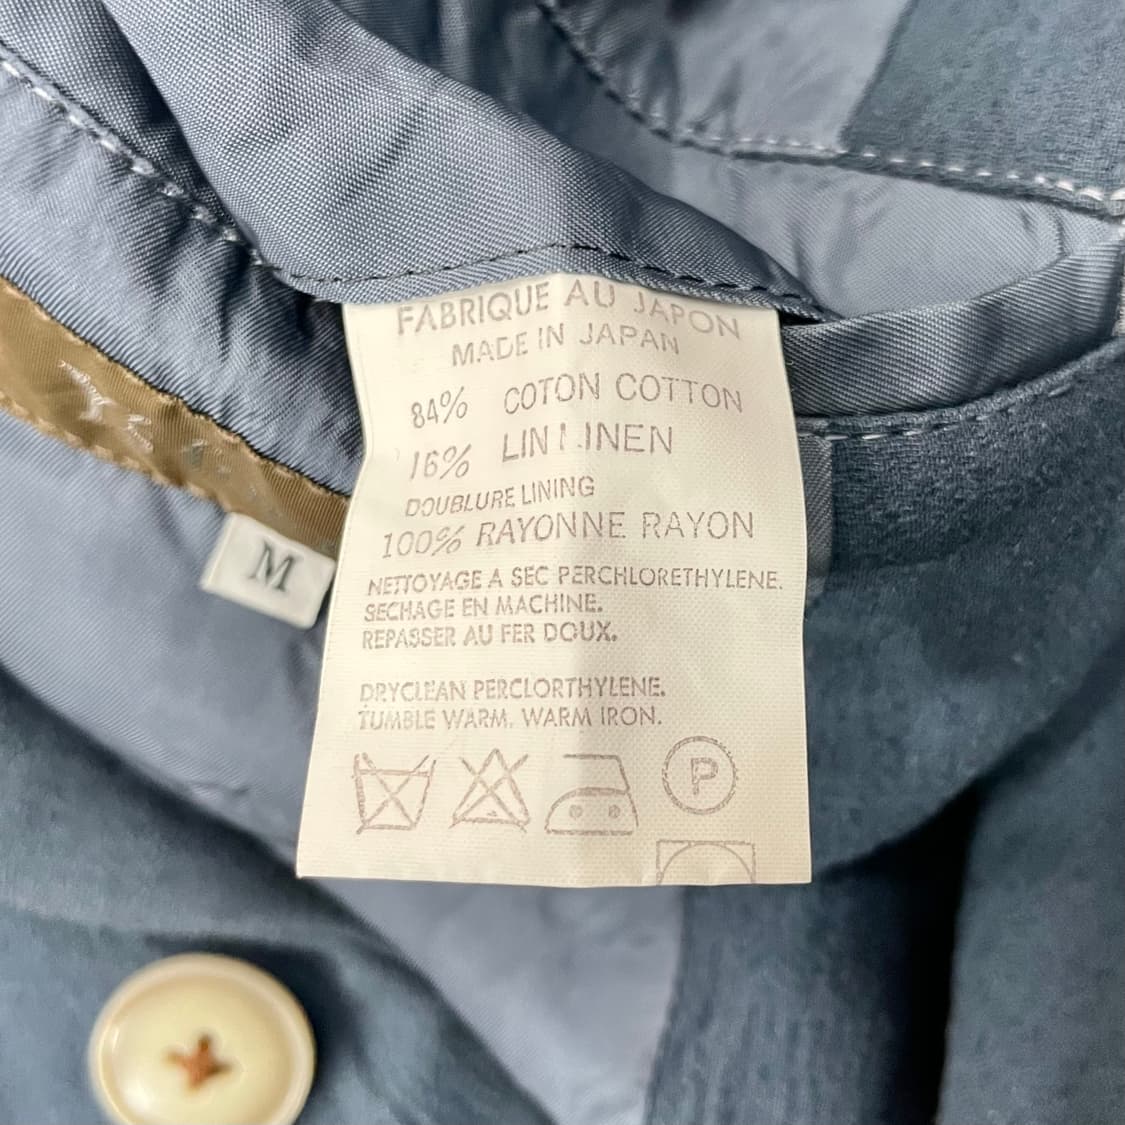 FABRIQUE AU JAPON
MADE IN JAPAN
84% COTON COTTON
16% LIN LINEN
DOUBLURE LINING
100% RAYONNE RAYON
NETTOYAGE A SEC PERCHLORETHYLENE.
SECHAGE EN MACHINE.
REPASSER AU FER DOUX.
DRYCLEAN PERCLORTHYLENE.
TUMBLE WARM. WARM IRON.
P
M